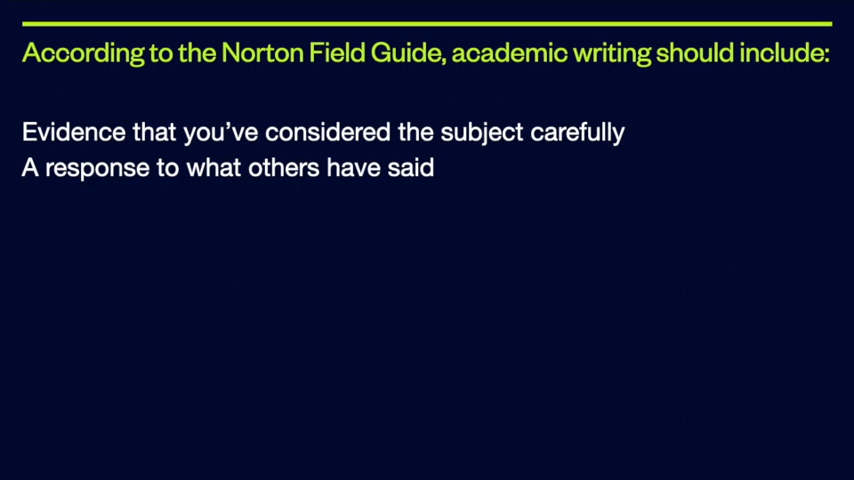 According to the Norton Field Guide, academic writing should include:
Evidence that you’ve considered the subject carefully
A response to what others have said